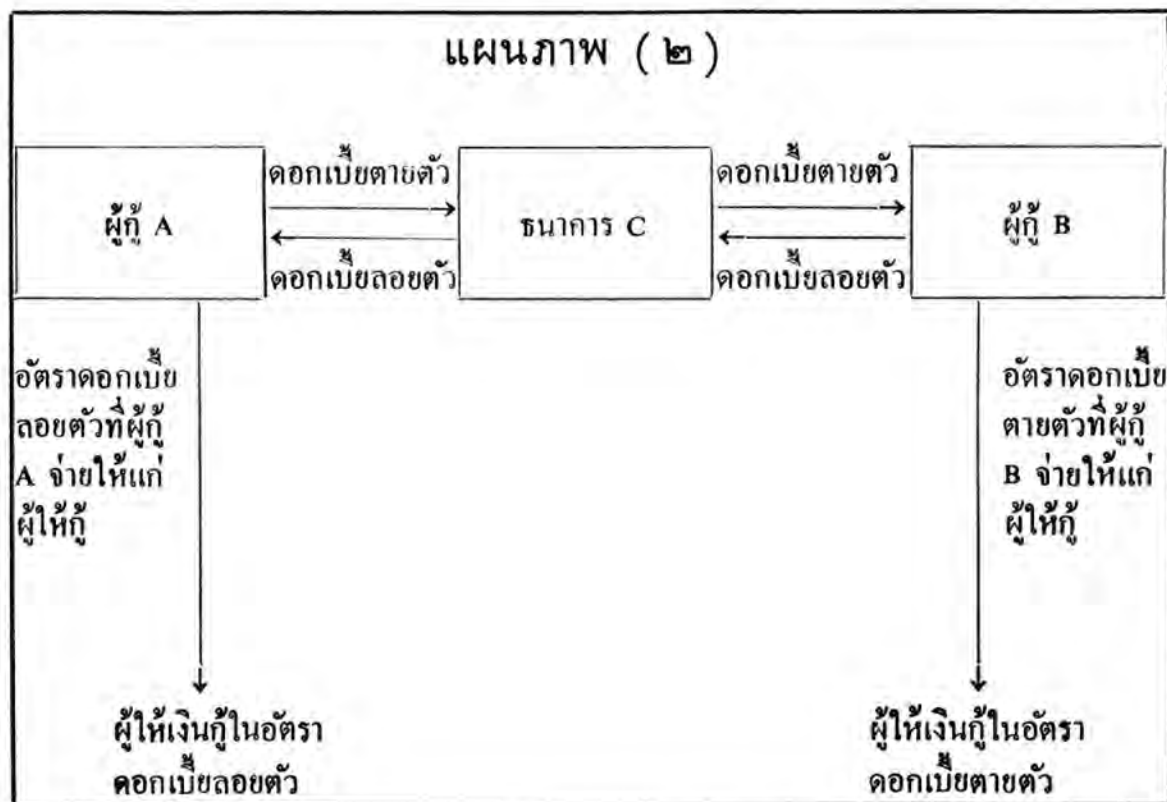 แผนภาพ (๒)
ดอกเบี้ยตายตัว
ดอกเบี้ยตายตัว
ผู้กู้ A
ธนาการ C
ผู้กู้ B
ดอกเบี้ยลอยตัว
ดอกเบี้ยลอยตัว
อัตราดอกเบี้ย
ลอยตัวที่ผู้กู้
A จ่ายให้แก่
ผู้ให้กู้
อัตราดอกเบี้ย
ตายตัวที่ผู้กู้
B จ่ายให้แก่
ผู้ให้กู้
ผู้ให้เงินกู้ในอัตรา
ดอกเบี้ยลอยตัว
ผู้ให้เงินกู้ในอัตรา
ดอกเบี้ยตายตัว